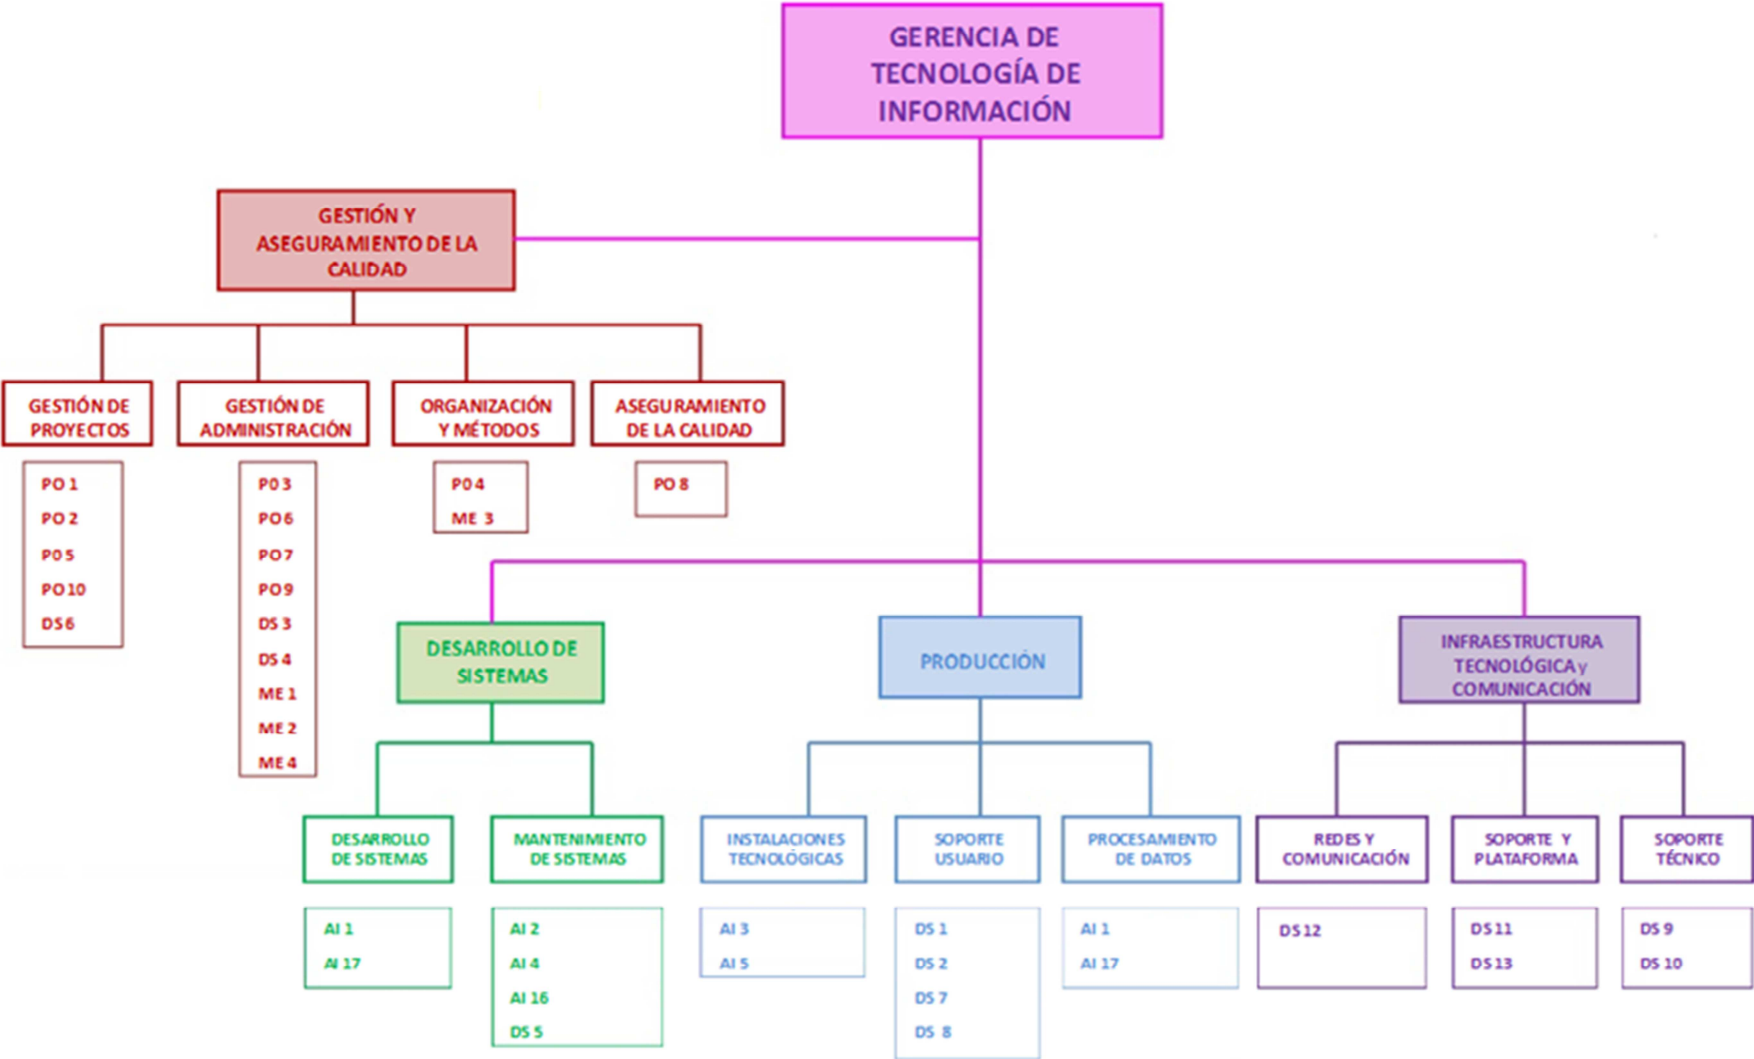 GERENCIA DE
TECNOLOGÍA DE
INFORMACIÓN
GESTIÓN Y
ASEGURAMIENTO DE LA
CALIDAD
GESTIÓN DE
PROYECTOS
GESTIÓN DE
ADMINISTRACIÓN
ORGANIZACIÓN
Y MÉTODOS
ASEGURAMIENTO
DE LA CALIDAD
PO 1
PO 2
P0 5
PO 10
DS 6
P0 3
PO 6
PO 7
PO 9
DS 3
DS 4
ME 1
ME 2
ME 4
P0 4
ME 3
PO 8
DESARROLLO DE
SISTEMAS
PRODUCCIÓN
INFRAESTRUCTURA
TECNOLÓGICA y
COMUNICACIÓN
DESARROLLO
DE SISTEMAS
MANTENIMIENTO
DE SISTEMAS
INSTALACIONES
TECNOLÓGICAS
SOPORTE
USUARIO
PROCESAMIENTO
DE DATOS
REDES Y
COMUNICACIÓN
SOPORTE Y
PLATAFORMA
SOPORTE
TÉCNICO
AI 1
AI 17
AI 2
AI 4
AI 16
DS 5
AI 3
AI 5
DS 1
DS 2
DS 7
DS 8
AI 1
AI 17
DS 12
DS 11
DS 13
DS 9
DS 10